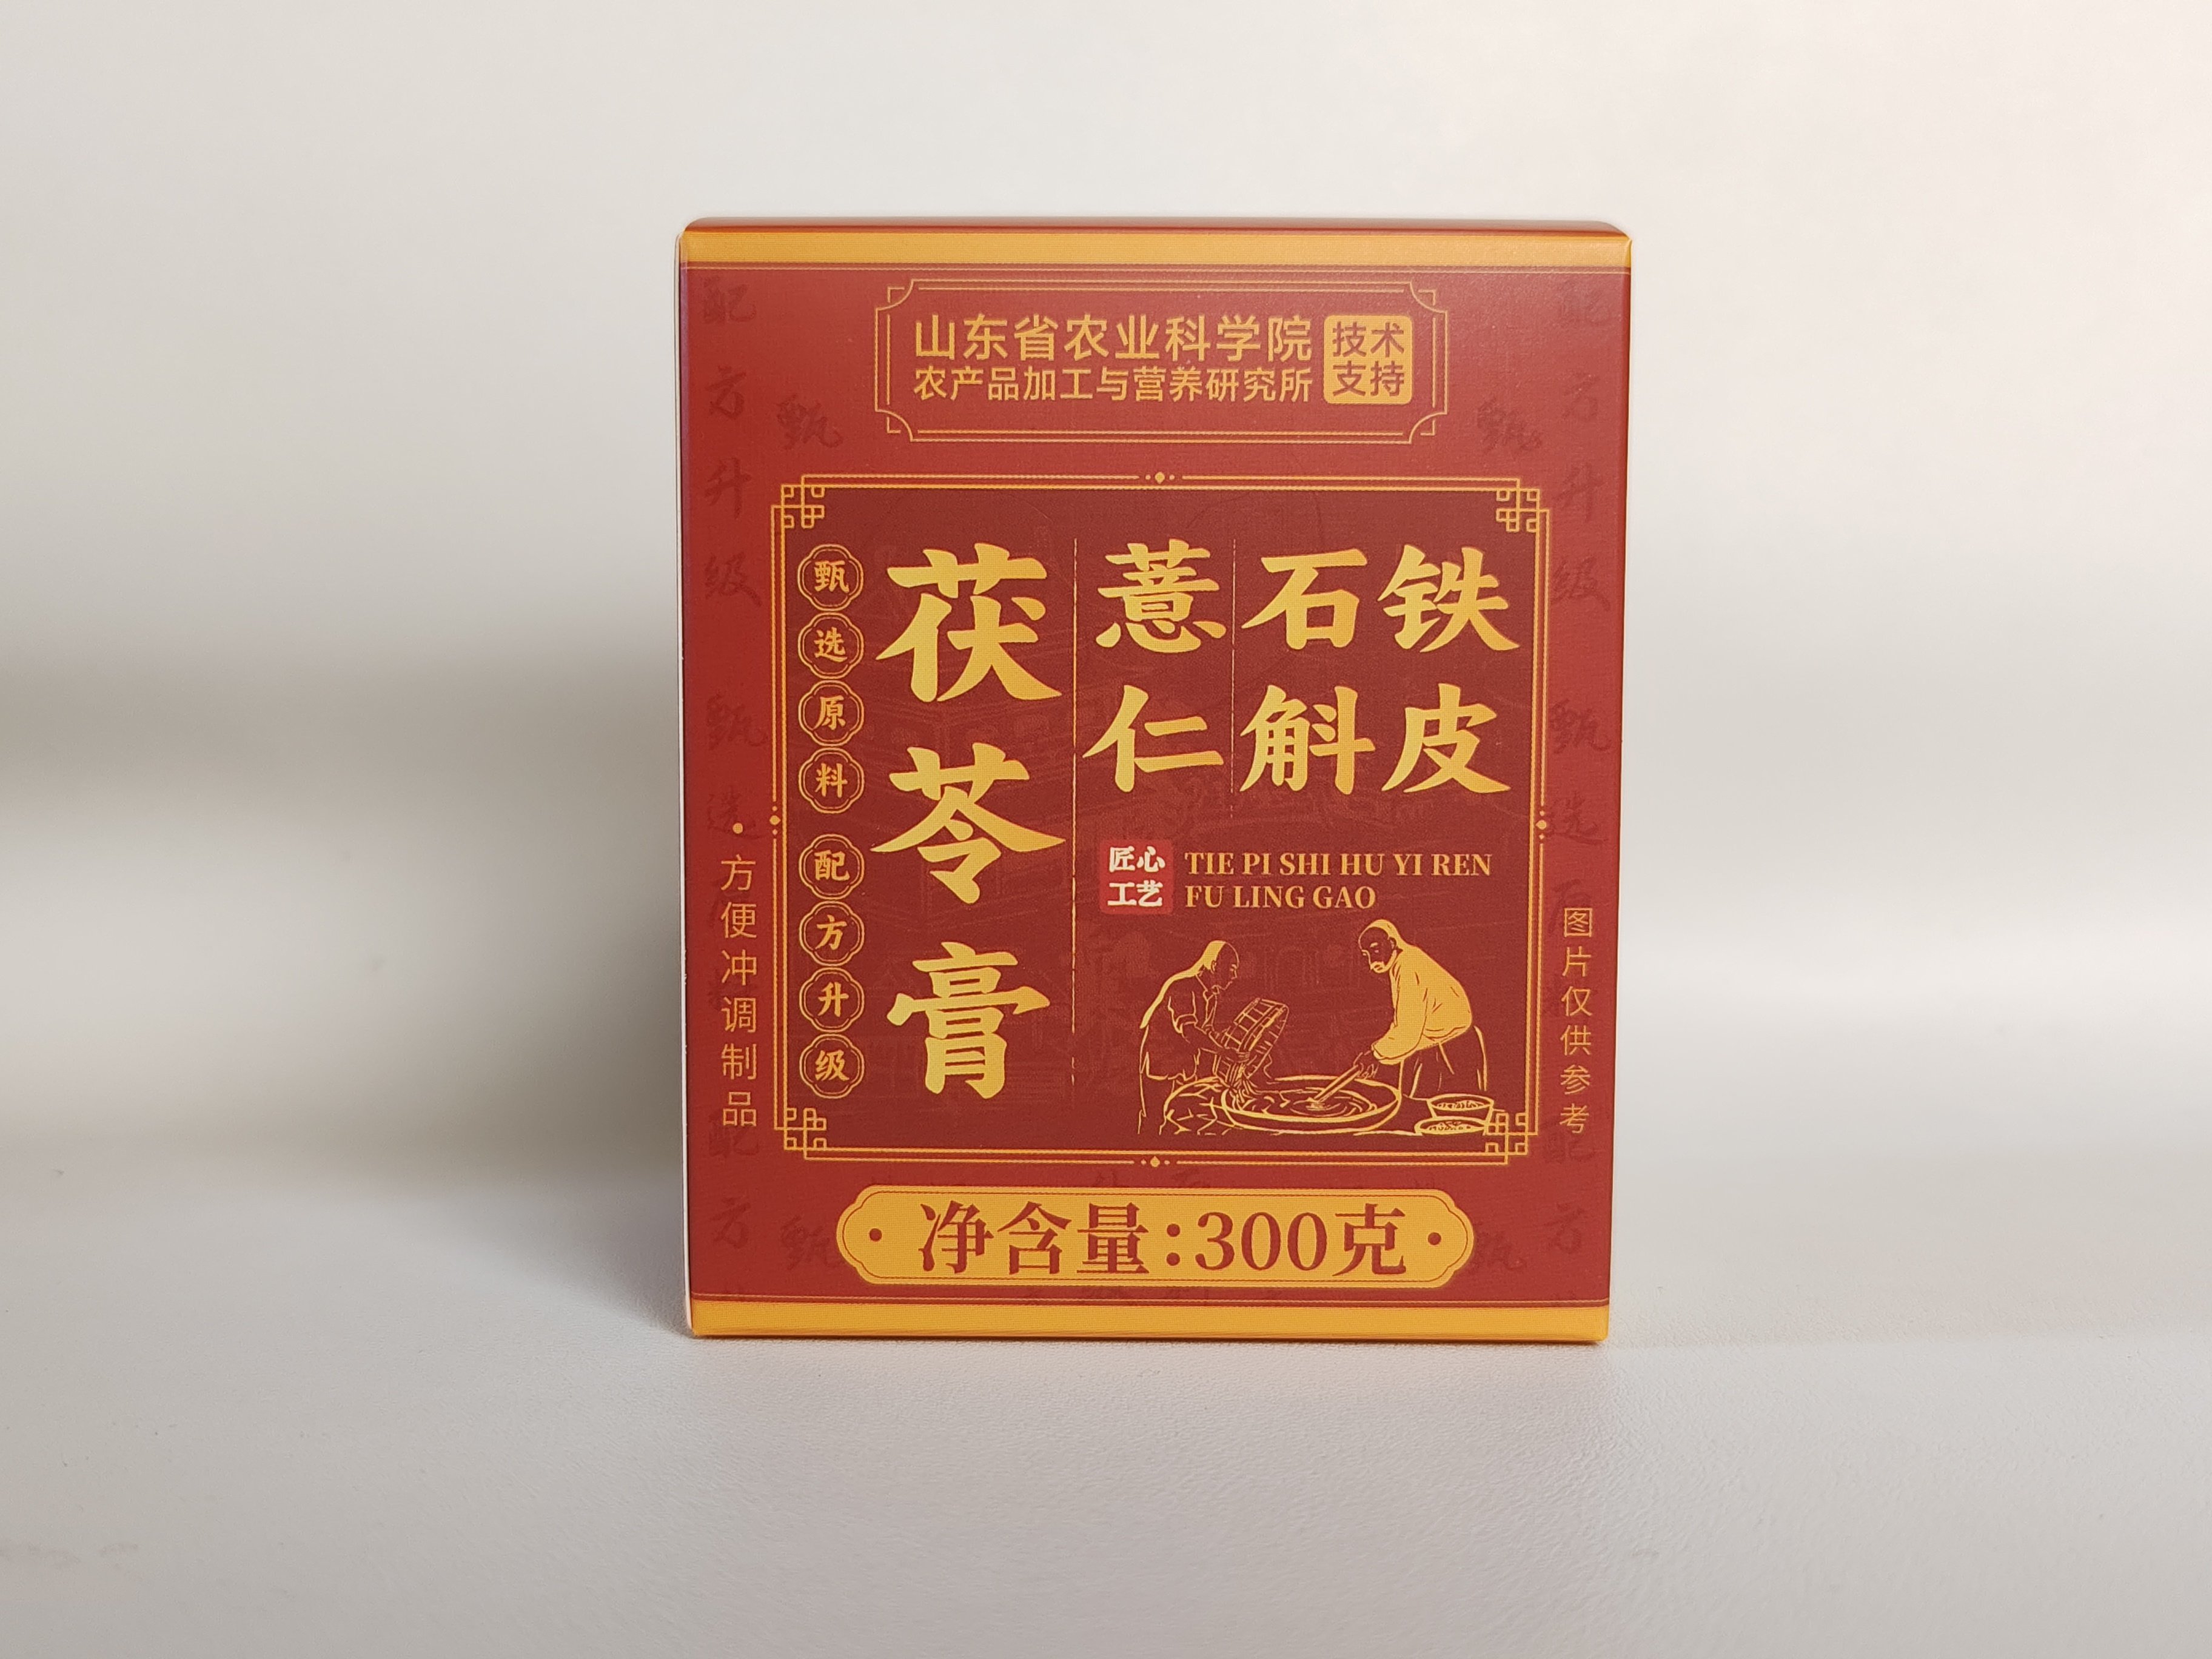 山东省农业科学院
农产品加工与营养研究所
技术
支持
铁皮
石斛
薏仁
茯苓膏
甄选原料
配方升级
匠心
工艺
TIE PI SHI HU YI REN
FU LING GAO
·方便冲调制品
图片仅供参考
·净含量:300克·